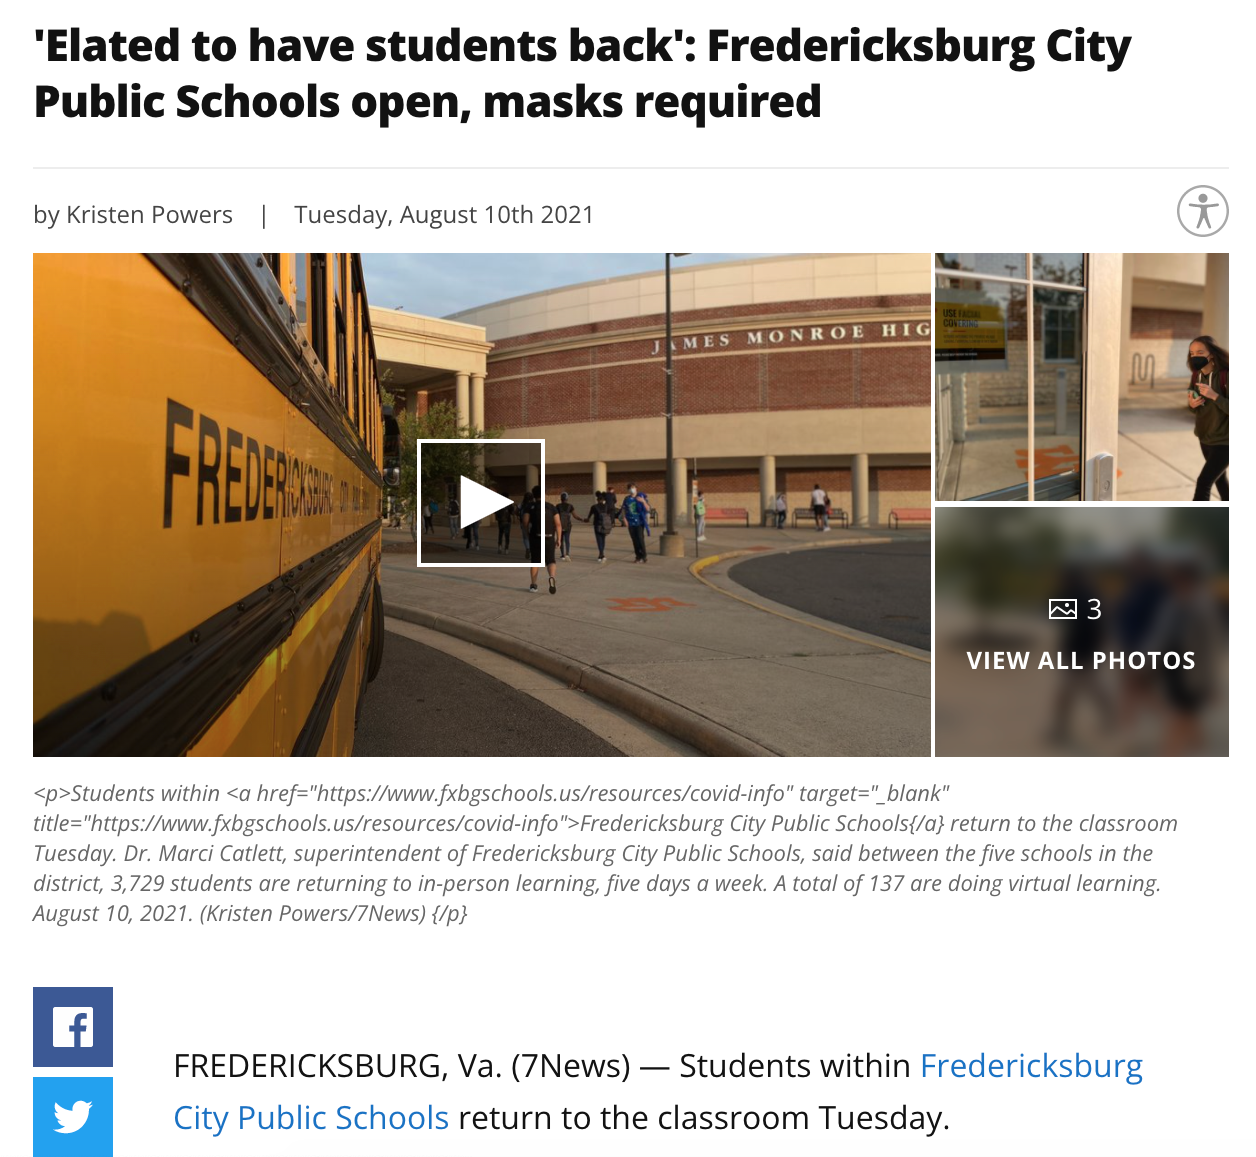 'Elated to have students back': Fredericksburg City
Public Schools open, masks required
by Kristen Powers | Tuesday, August 10th 2021
FREDERICKSBURG
JAMES MONROE HIG
USE FACIAL
COVERING
3
VIEW ALL PHOTOS
<p>Students within <a href="https://www.fxbgschools.us/resources/covid-info" target="_blank"
title="https://www.fxbgschools.us/resources/covid-info">Fredericksburg City Public Schools{/a} return to the classroom
Tuesday. Dr. Marci Catlett, superintendent of Fredericksburg City Public Schools, said between the five schools in the
district, 3,729 students are returning to in-person learning, five days a week. A total of 137 are doing virtual learning.
August 10, 2021. (Kristen Powers/7News) {/p}
FREDERICKSBURG, Va. (7News) — Students within Fredericksburg
City Public Schools return to the classroom Tuesday.